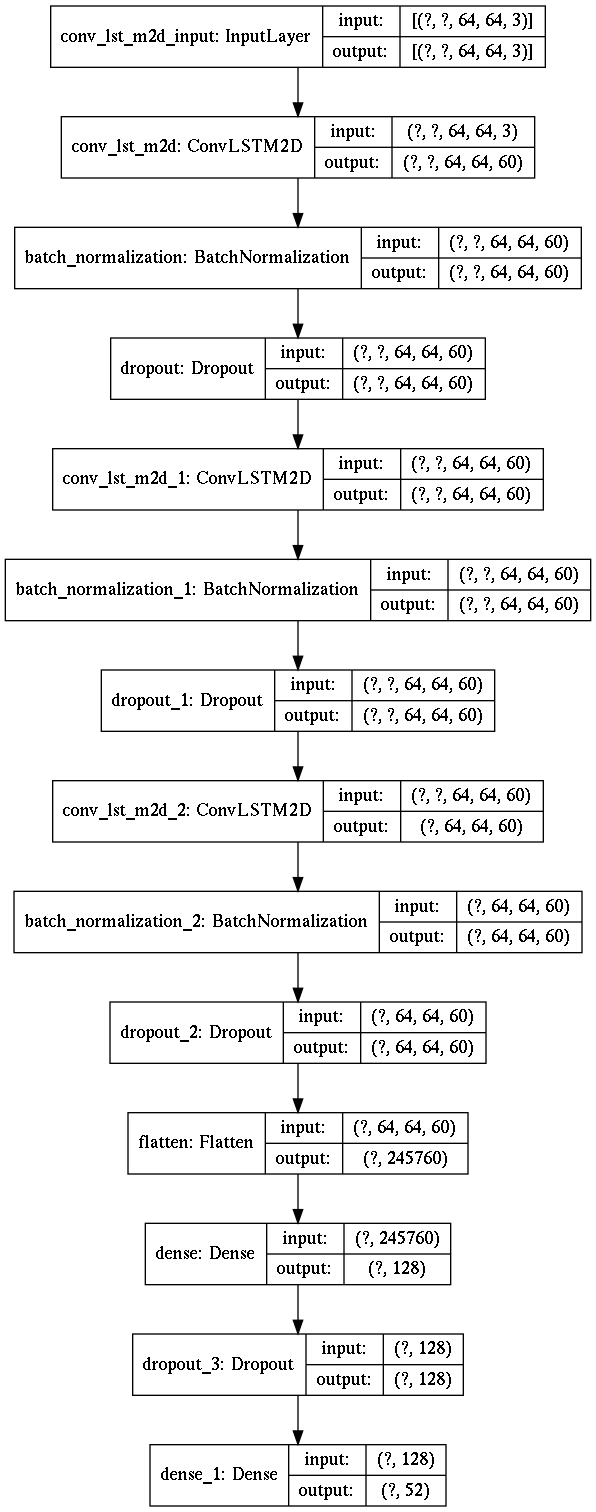 conv_lst_m2d_input: InputLayer
input: [(?, ?, 64, 64, 3)]
output: [(?, ?, 64, 64, 3)]
conv_lst_m2d: ConvLSTM2D
input: (?, ?, 64, 64, 3)
output: (?, ?, 64, 64, 60)
batch_normalization: BatchNormalization
input: (?, ?, 64, 64, 60)
output: (?, ?, 64, 64, 60)
dropout: Dropout
input: (?, ?, 64, 64, 60)
output: (?, ?, 64, 64, 60)
conv_lst_m2d_1: ConvLSTM2D
input: (?, ?, 64, 64, 60)
output: (?, ?, 64, 64, 60)
batch_normalization_1: BatchNormalization
input: (?, ?, 64, 64, 60)
output: (?, ?, 64, 64, 60)
dropout_1: Dropout
input: (?, ?, 64, 64, 60)
output: (?, ?, 64, 64, 60)
conv_lst_m2d_2: ConvLSTM2D
input: (?, ?, 64, 64, 60)
output: (?, 64, 64, 60)
batch_normalization_2: BatchNormalization
input: (?, 64, 64, 60)
output: (?, 64, 64, 60)
dropout_2: Dropout
input: (?, 64, 64, 60)
output: (?, 64, 64, 60)
flatten: Flatten
input: (?, 64, 64, 60)
output: (?, 245760)
dense: Dense
input: (?, 245760)
output: (?, 128)
dropout_3: Dropout
input: (?, 128)
output: (?, 128)
dense_1: Dense
input: (?, 128)
output: (?, 52)